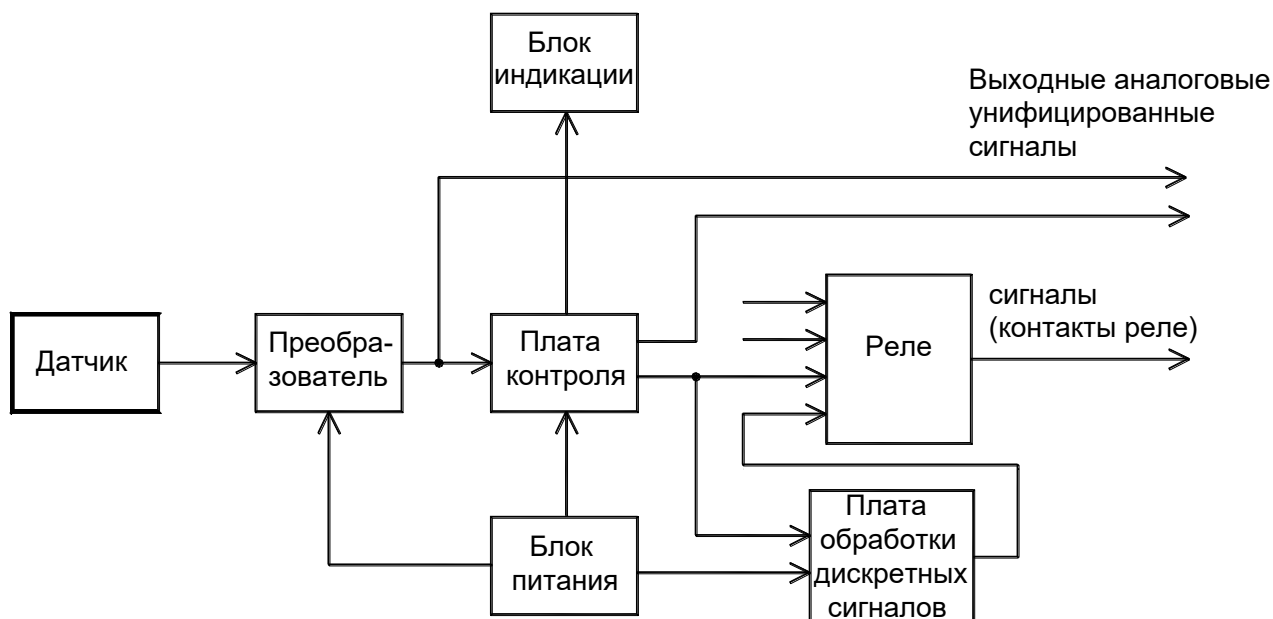 Блок
индикации
Выходные аналоговые
унифицированные
сигналы
Датчик
Преобра-
зователь
Плата
контроля
Реле
сигналы
(контакты реле)
Блок
питания
Плата
обработки
дискретных
сигналов